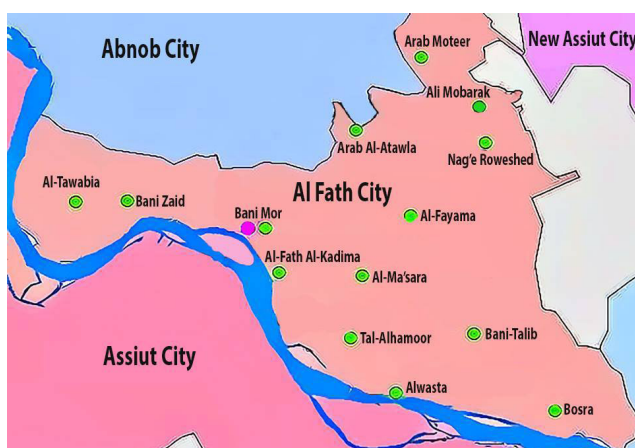 Arab Moteer
New Assiut City
Abnob City
Ali Mobarak
Arab Al-Atawla
Nag'e Roweshed
Al-Tawabia
Bani Zaid
Al Fath City
Bani Mor
Al-Fayama
Al-Fath Al-Kadima
Al-Ma'sara
Assiut City
Tal-Alhamoor
Bani-Talib
Alwasta
Bosra